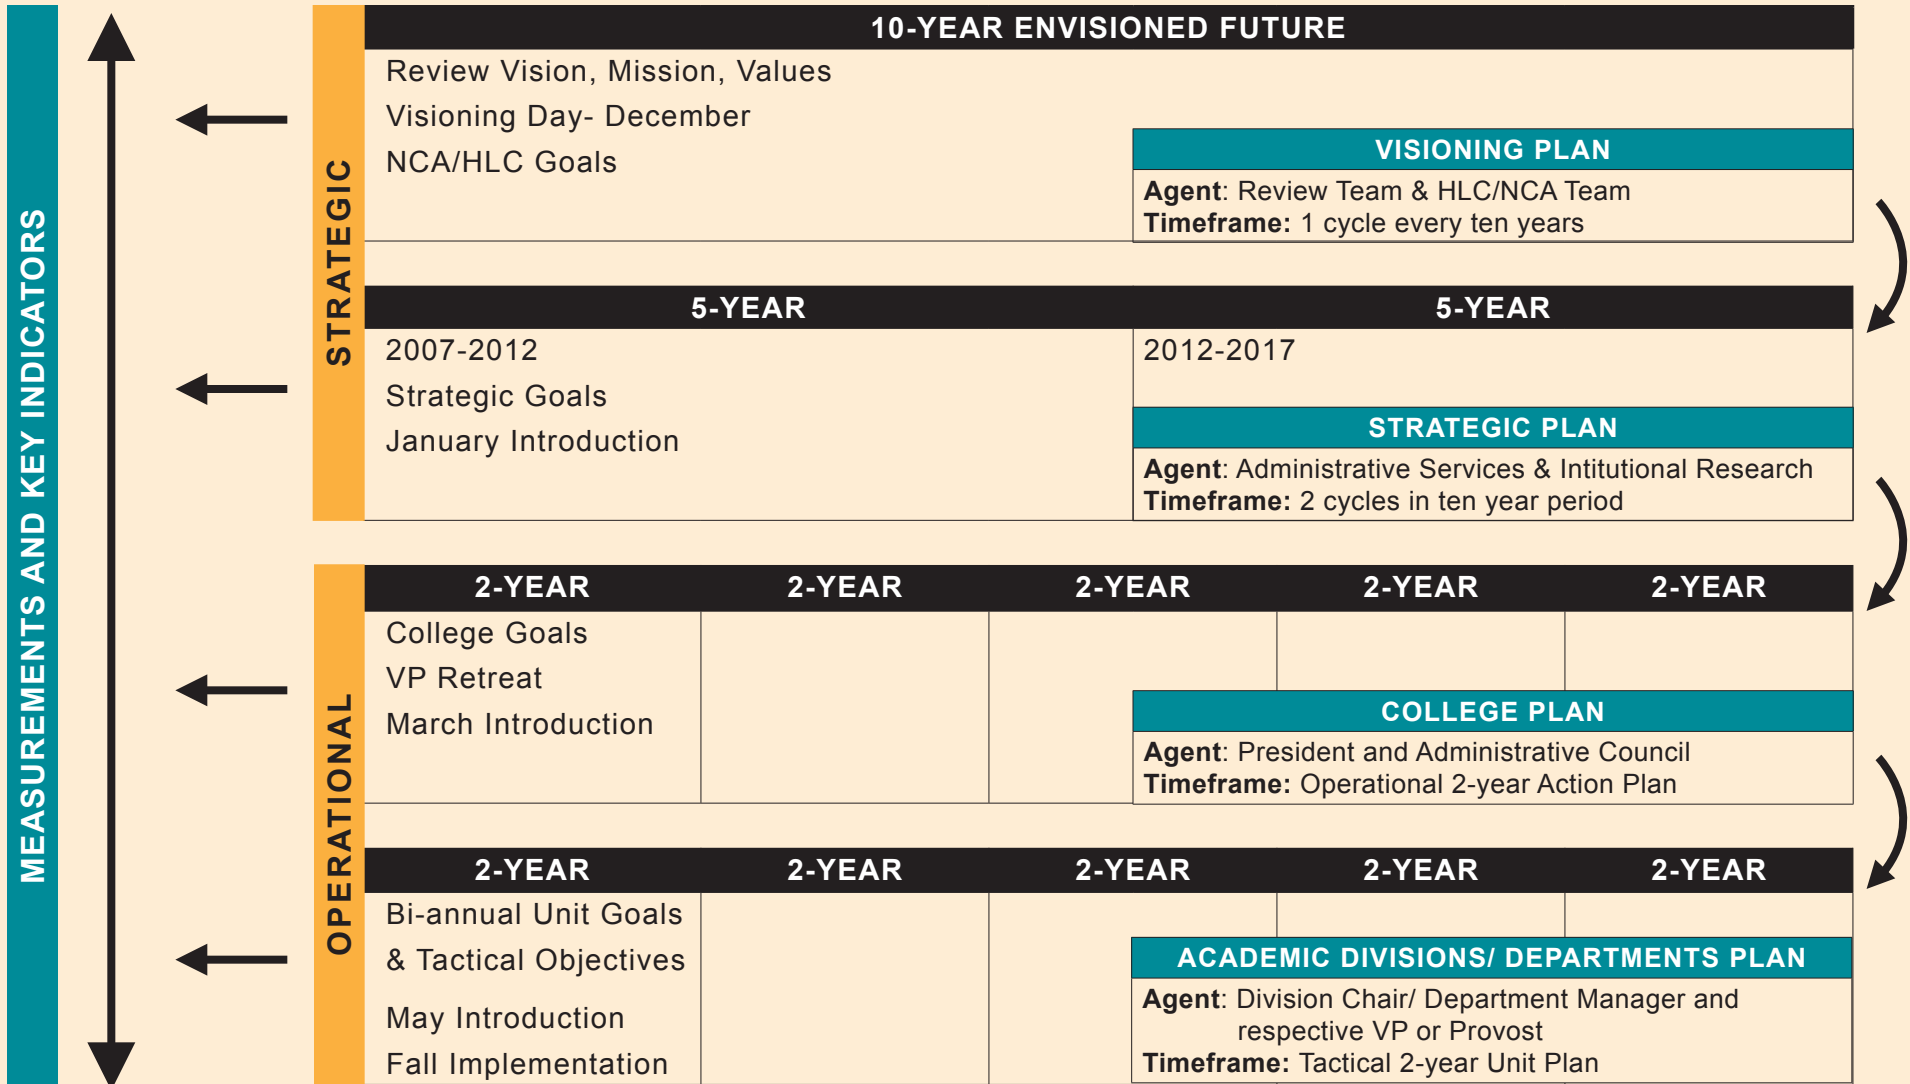 MEASUREMENTS AND KEY INDICATORS
STRATEGIC
10-YEAR ENVISIONED FUTURE
Review Vision, Mission, Values
Visioning Day- December
NCA/HLC Goals
VISIONING PLAN
Agent: Review Team & HLC/NCA Team
Timeframe: 1 cycle every ten years
5-YEAR 5-YEAR
2007-2012
Strategic Goals
January Introduction
2012-2017
STRATEGIC PLAN
Agent: Administrative Services & Intitutional Research
Timeframe: 2 cycles in ten year period
OPERATIONAL
2-YEAR 2-YEAR 2-YEAR 2-YEAR 2-YEAR
College Goals
VP Retreat
March Introduction
COLLEGE PLAN
Agent: President and Administrative Council
Timeframe: Operational 2-year Action Plan
2-YEAR 2-YEAR 2-YEAR 2-YEAR 2-YEAR
Bi-annual Unit Goals
& Tactical Objectives
May Introduction
Fall Implementation
ACADEMIC DIVISIONS/ DEPARTMENTS PLAN
Agent: Division Chair/ Department Manager and
respective VP or Provost
Timeframe: Tactical 2-year Unit Plan